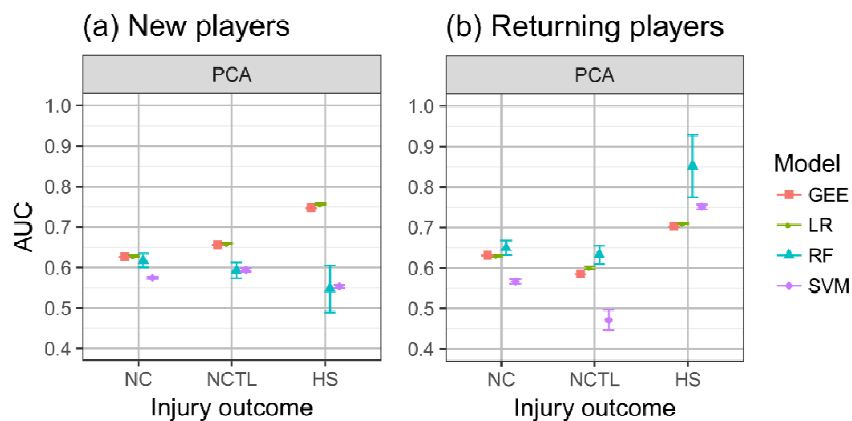 (a) New players
(b) Returning players
PCA
PCA
AUC
1.0
0.9
0.8
0.7
0.6
0.5
0.4
1.0
0.9
0.8
0.7
0.6
0.5
0.4
NC NCTL HS
NC NCTL HS
Injury outcome
Injury outcome
Model
GEE
LR
RF
SVM